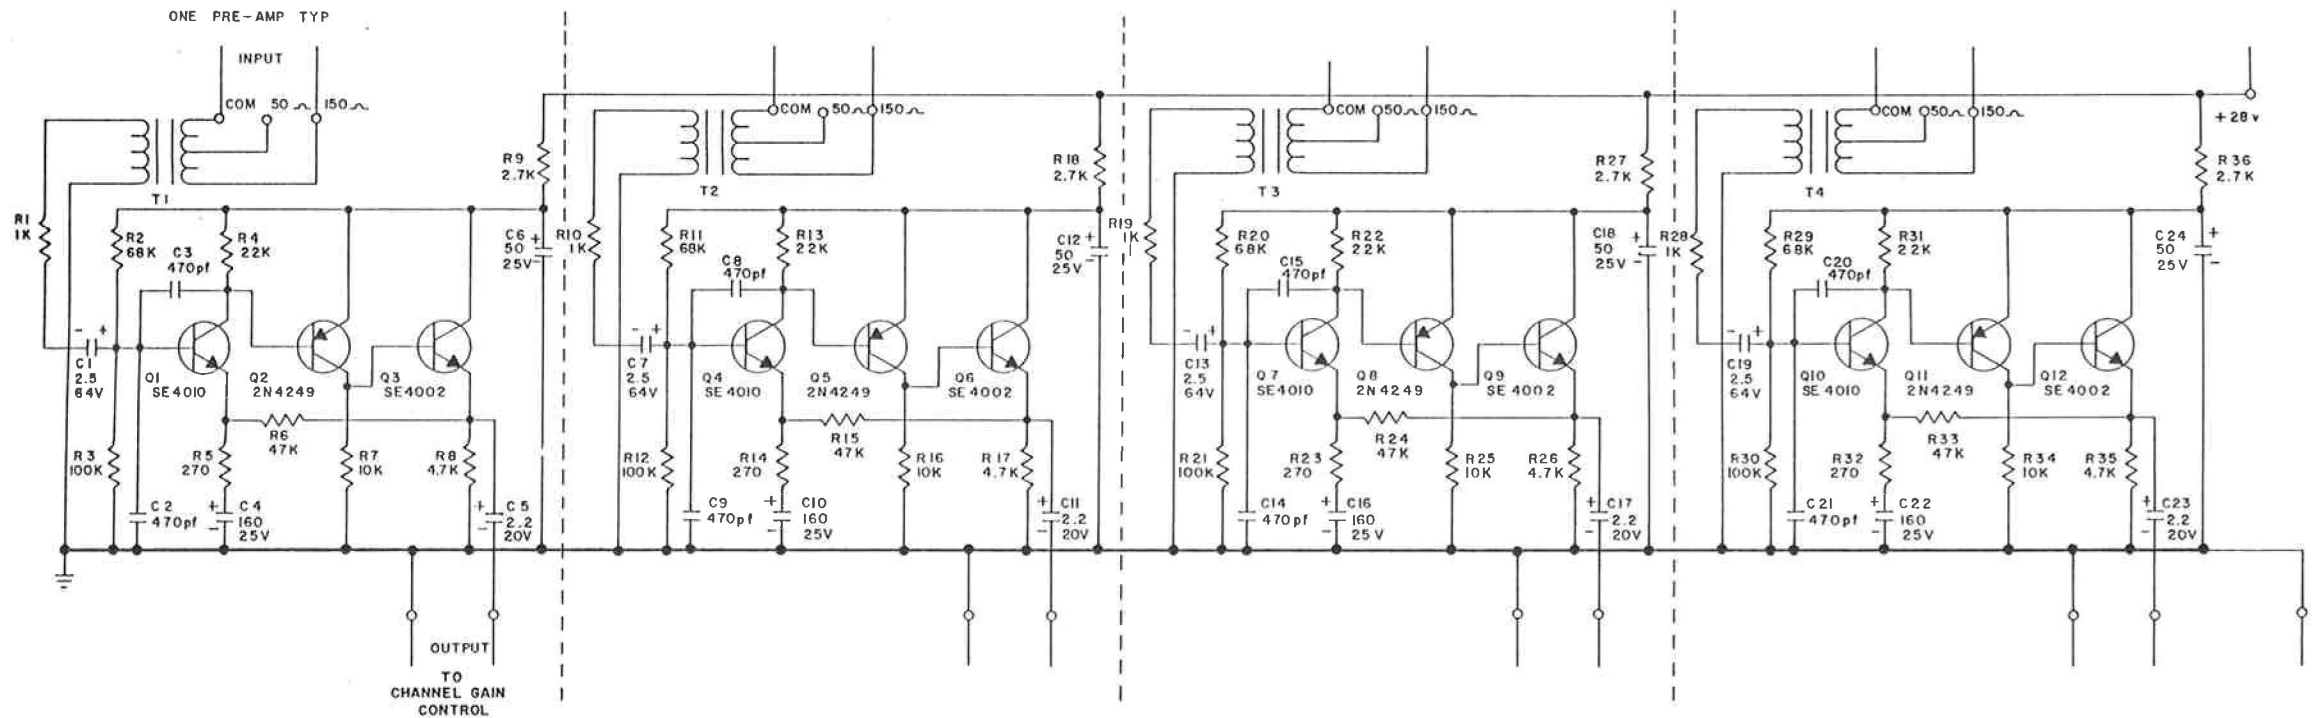 ONE PRE-AMP TYP
INPUT
COM 50 Ω 150 Ω
T1
R1
1K
R2
68K
C3
470pf
R4
22K
R9
2.7K
C6 +
50
25V -
- +
C1
2.5
64V
Q1
SE 4010
Q2
2N4249
Q3
SE4002
R6
47K
R3
100K
R5
270
R7
10K
R8
4.7K
C2
470pf
+ C4
160
- 25V
+ C5
2.2
- 20V
OUTPUT
TO
CHANNEL GAIN
CONTROL
COM 50 Ω 150 Ω
T2
R10
1K
R11
68K
C8
470pf
R13
22K
R18
2.7K
C12 +
50
25V -
- +
C7
2.5
64V
Q4
SE 4010
Q5
2N4249
Q6
SE 4002
R15
47K
R12
100K
R14
270
R16
10K
R17
4.7K
C9
470pf
+ C10
160
- 25V
+ C11
2.2
- 20V
COM 50 Ω 150 Ω
T3
R19
1K
R20
68K
C15
470pf
R22
22K
R27
2.7K
C18 +
50
25V -
- +
C13
2.5
64V
Q7
SE4010
Q8
2N4249
Q9
SE 4002
R24
47K
R21
100K
R23
270
R25
10K
R26
4.7K
C14
470pf
+ C16
160
- 25V
+ C17
2.2
- 20V
COM 50 Ω 150 Ω
+ 28 v
T4
R28
1K
R29
68K
C20
470pf
R31
22K
R36
2.7K
C24 +
50
25V -
- +
C19
2.5
64V
Q10
SE 4010
Q11
2N4249
Q12
SE 4002
R33
47K
R30
100K
R32
270
R34
10K
R35
4.7K
C21
470pf
+ C22
160
- 25V
+ C23
2.2
- 20V